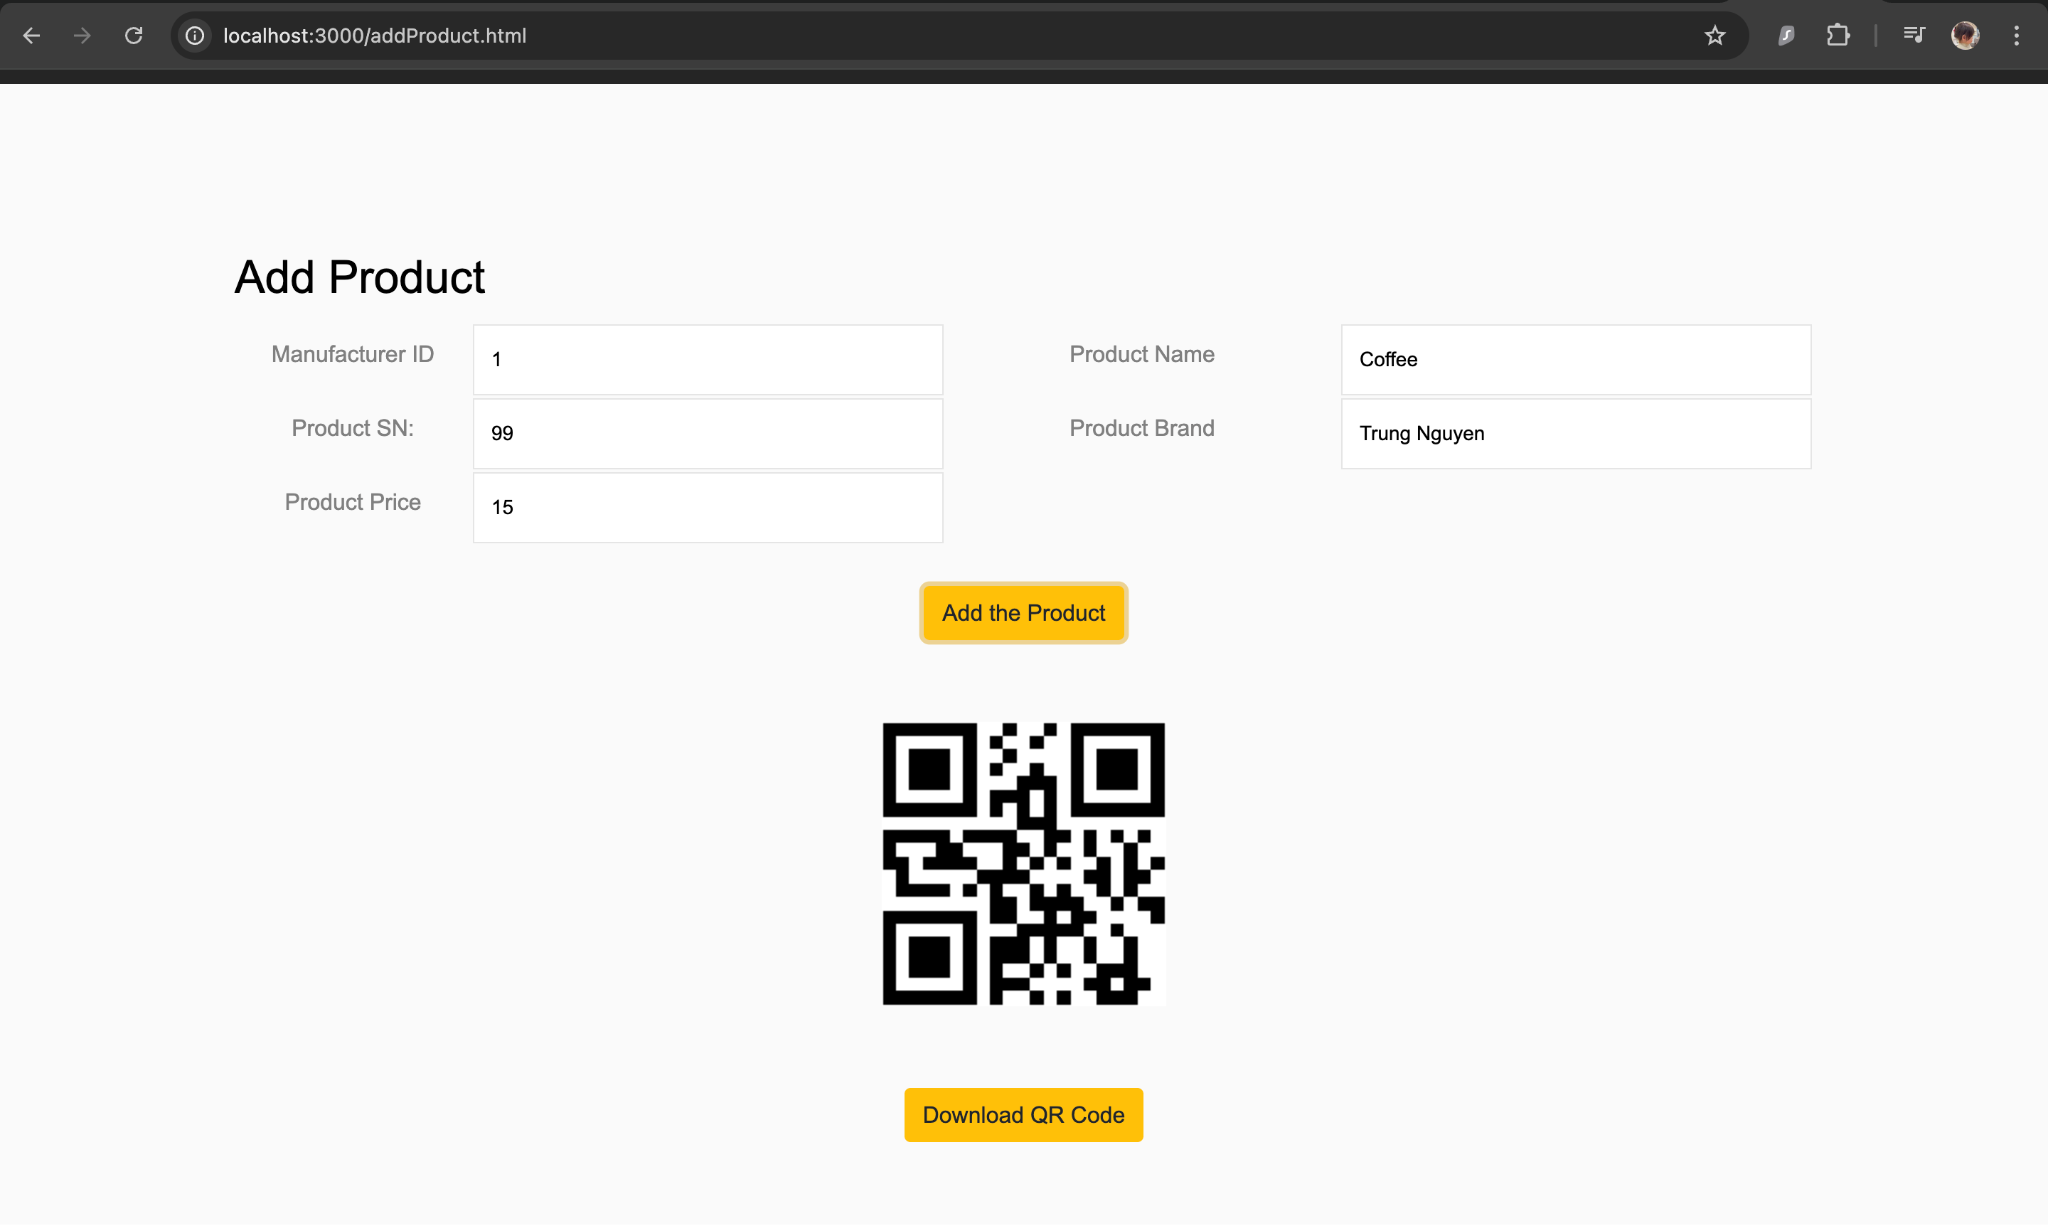 localhost:3000/addProduct.html
Add Product
Manufacturer ID 1 Product Name Coffee
Product SN: 99 Product Brand Trung Nguyen
Product Price 15
Add the Product
Download QR Code